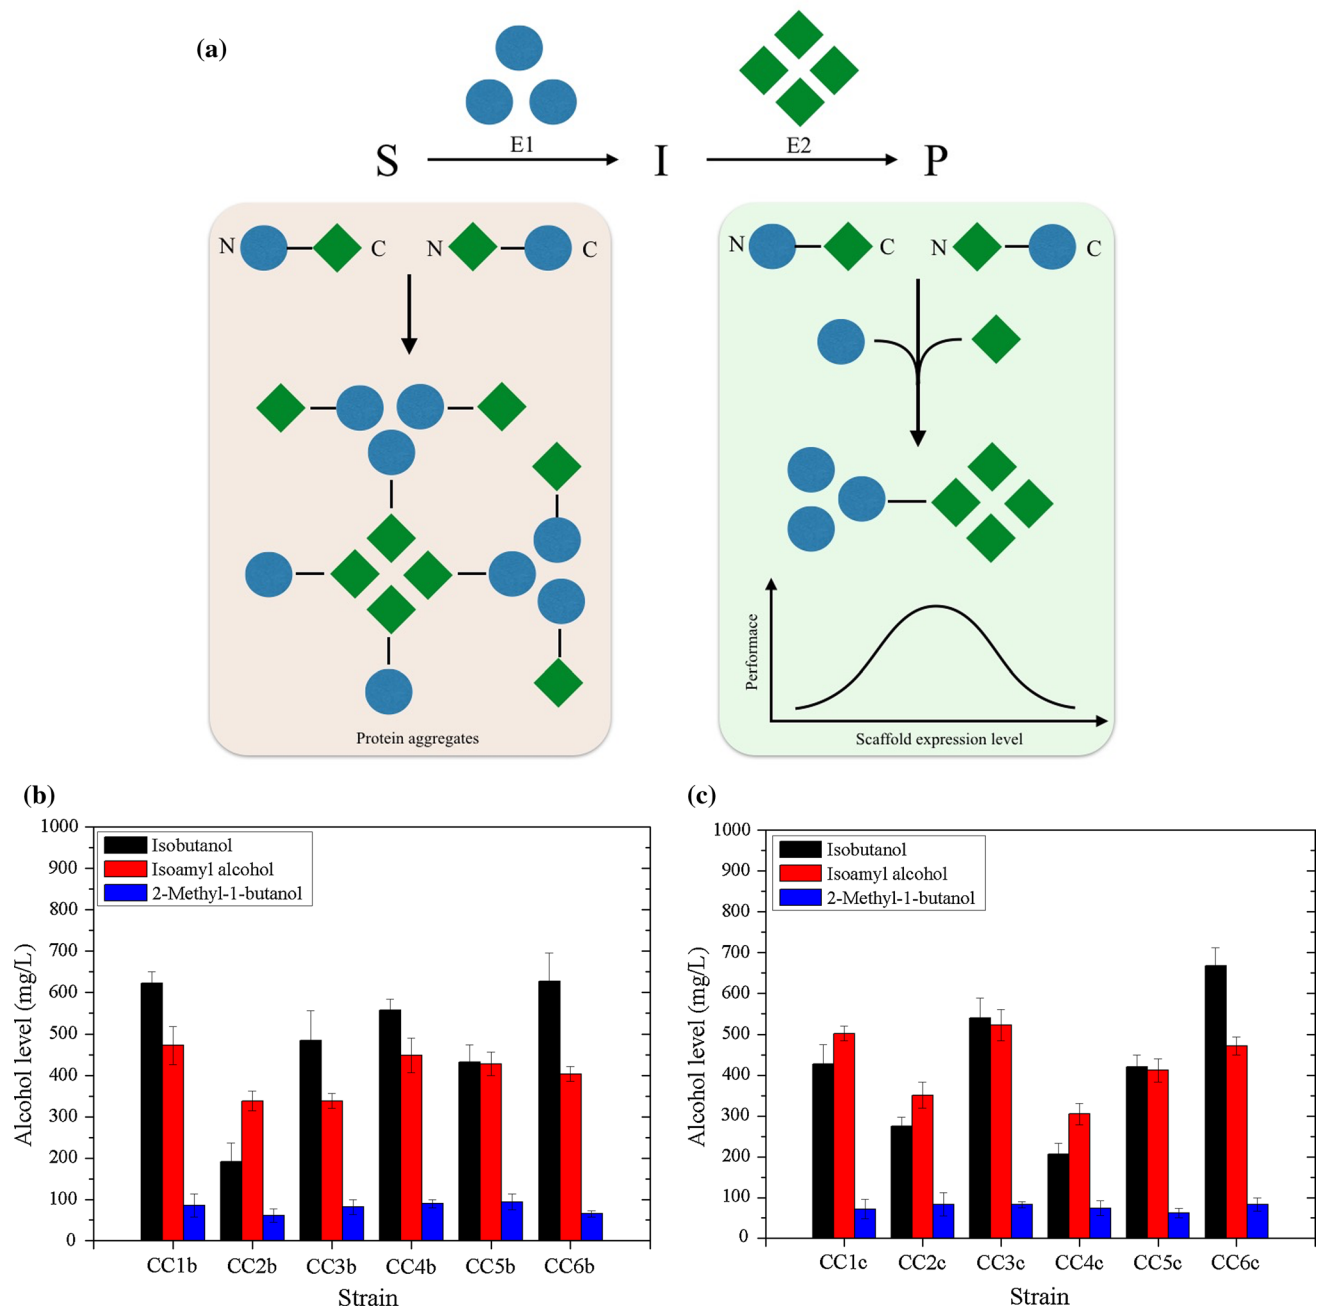 (a)
E1
E2
S
I
P
N
C
N
C
N
C
N
C
Performace
Protein aggregates
Scaffold expression level
(b)
1000
900
800
700
600
500
400
300
200
100
0
Alcohol level (mg/L)
Isobutanol
Isoamyl alcohol
2-Methyl-1-butanol
CC1b
CC2b
CC3b
CC4b
CC5b
CC6b
Strain
(c)
1000
900
800
700
600
500
400
300
200
100
0
Alcohol level (mg/L)
Isobutanol
Isoamyl alcohol
2-Methyl-1-butanol
CC1c
CC2c
CC3c
CC4c
CC5c
CC6c
Strain